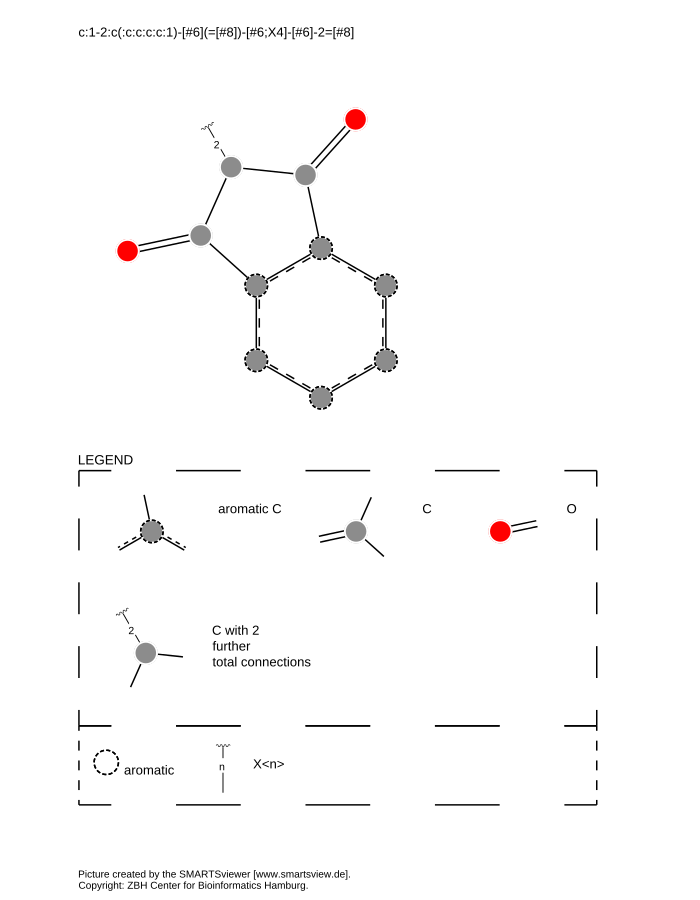 c:1-2:c(:c:c:c:c:1)-[#6](=[#8])-[#6;X4]-[#6]-2=[#8]
2
LEGEND
aromatic C
C
O
2
C with 2
further
total connections
aromatic
n
X<n>
Picture created by the SMARTSviewer [www.smartsview.de].
Copyright: ZBH Center for Bioinformatics Hamburg.